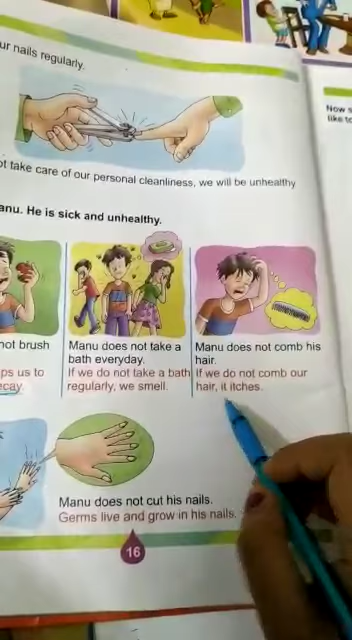 ur nails regularly.
ot take care of our personal cleanliness, we will be unhealthy
anu. He is sick and unhealthy.
not brush
ps us to
ecay.
Manu does not take a
bath everyday.
If we do not take a bath
regularly, we smell.
Manu does not comb his
hair.
If we do not comb our
hair, it itches.
Manu does not cut his nails.
Germs live and grow in his nails.
16
Now s
like to